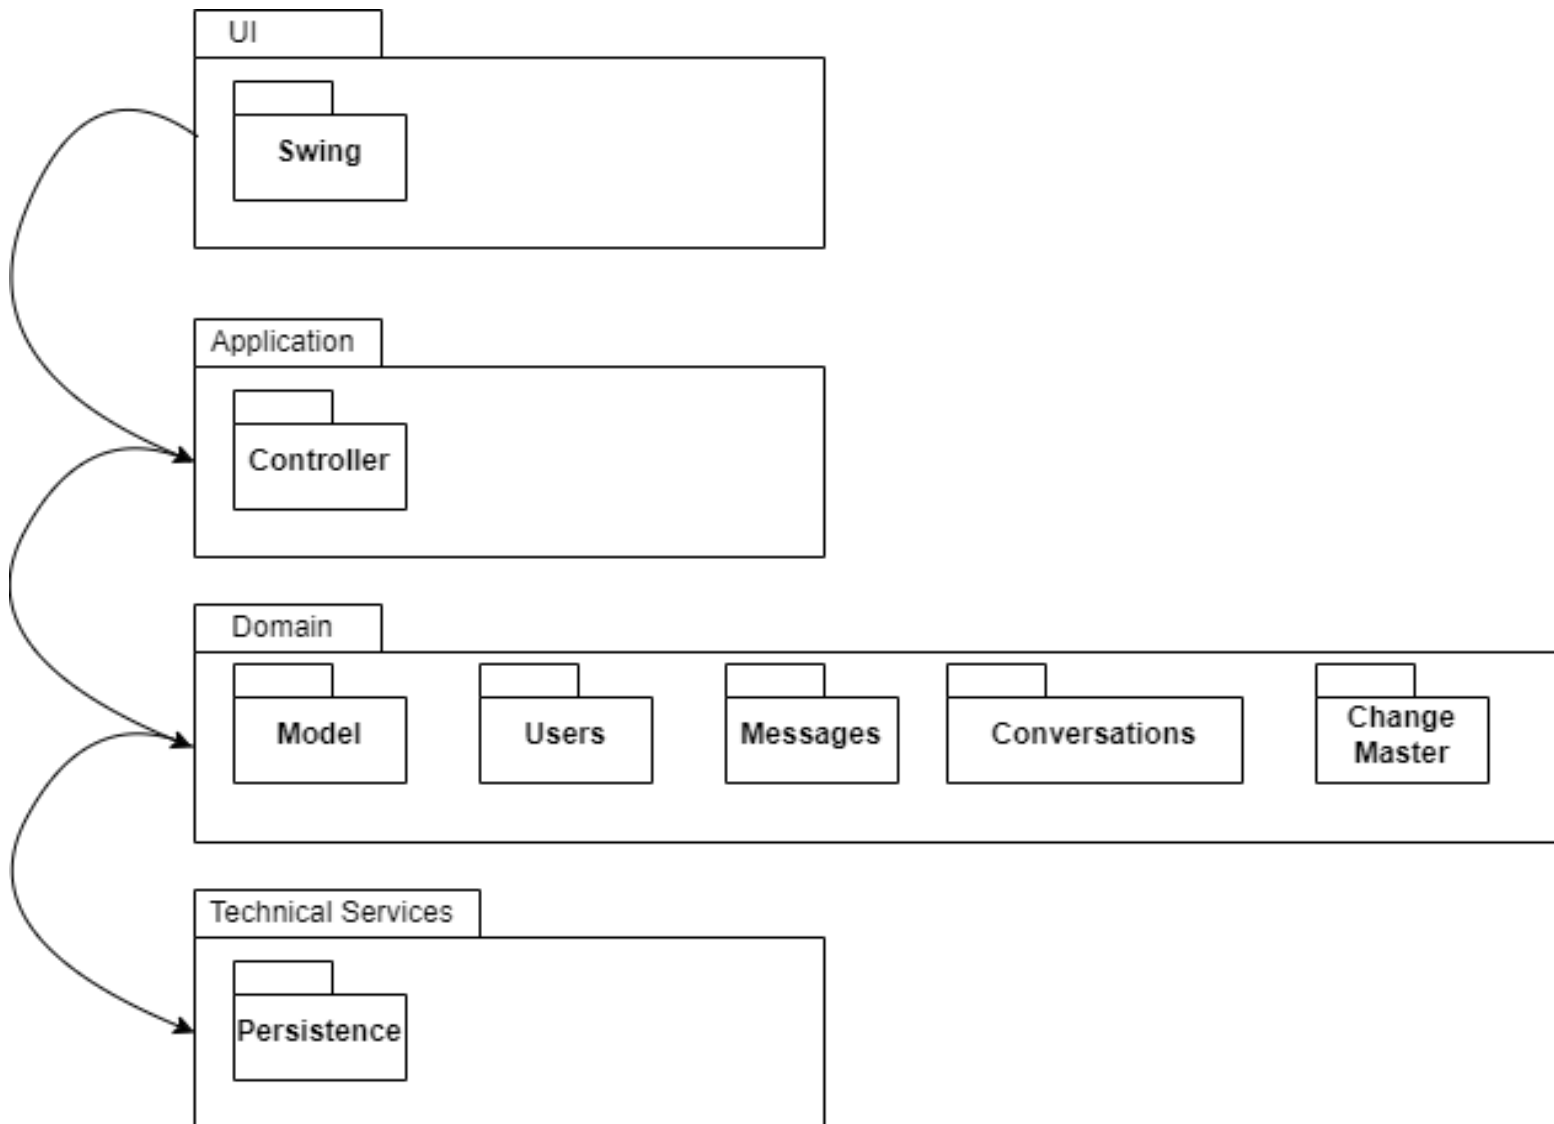 UI
Swing
Application
Controller
Domain
Model
Users
Messages
Conversations
Change
Master
Technical Services
Persistence